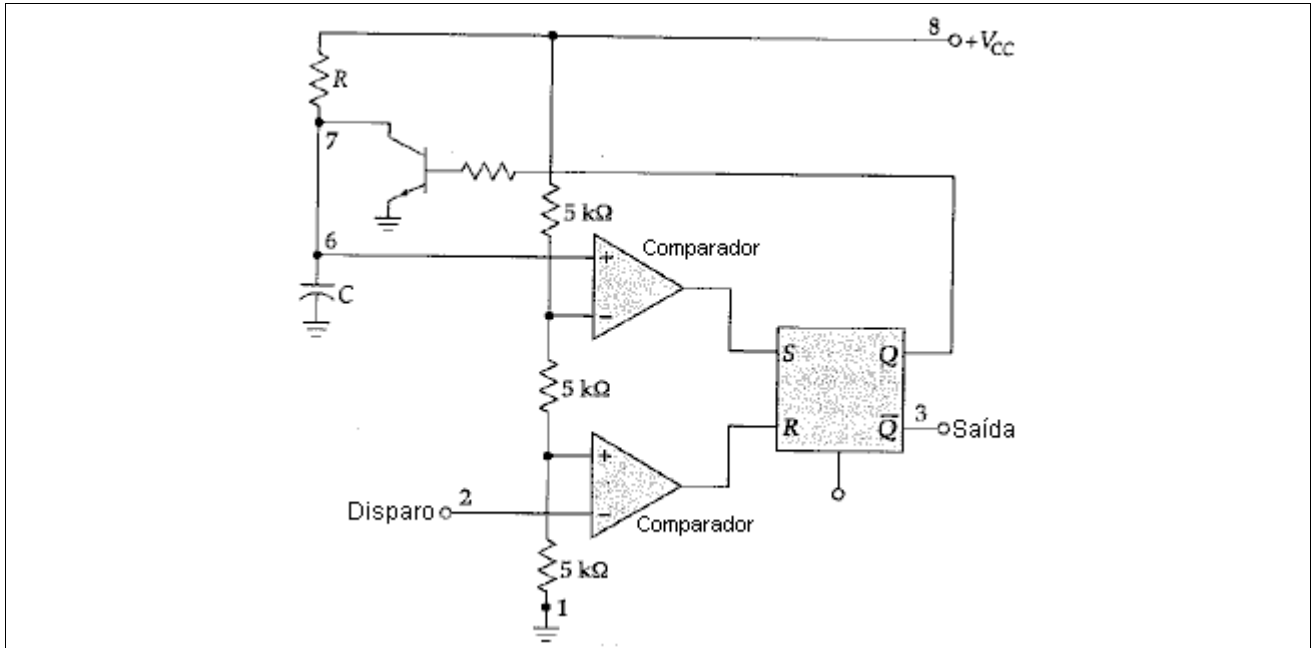 8
+VCC
R
7
5 kΩ
6
Comparador
+
C
−
S
Q
5 kΩ
R
Q̅
3
Saída
+
Disparo
2
−
Comparador
5 kΩ
1